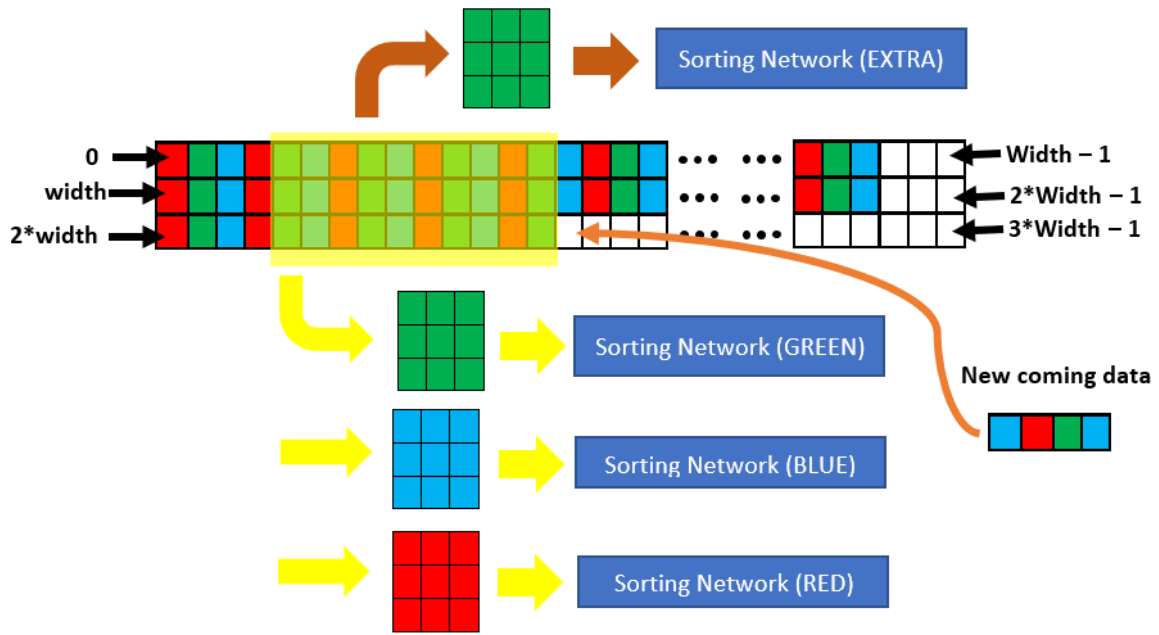 Sorting Network (EXTRA)
0
Width – 1
width
2*Width – 1
2*width
3*Width – 1
Sorting Network (GREEN)
New coming data
Sorting Network (BLUE)
Sorting Network (RED)